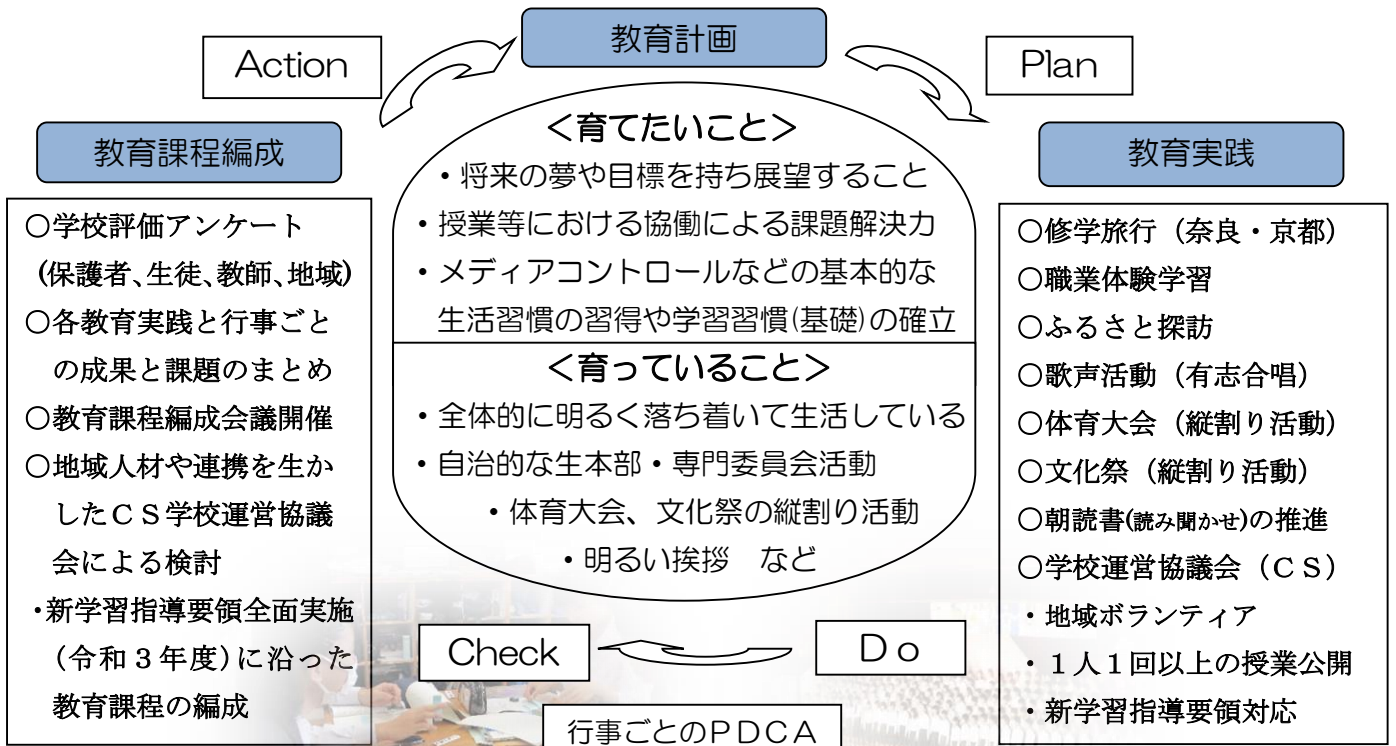 教育計画
Action
Plan
教育課程編成
○学校評価アンケート
(保護者、生徒、教師、地域)
○各教育実践と行事ごと
の成果と課題のまとめ
○教育課程編成会議開催
○地域人材や連携を生か
したCS学校運営協議
会による検討
・新学習指導要領全面実施
(令和3年度)に沿った
教育課程の編成
<育てたいこと>
・将来の夢や目標を持ち展望すること
・授業等における協働による課題解決力
・メディアコントロールなどの基本的な
生活習慣の習得や学習習慣(基礎)の確立
<育っていること>
・全体的に明るく落ち着いて生活している
・自治的な生本部・専門委員会活動
・体育大会、文化祭の縦割り活動
・明るい挨拶 など
教育実践
○修学旅行(奈良・京都)
○職業体験学習
○ふるさと探訪
○歌声活動(有志合唱)
○体育大会(縦割り活動)
○文化祭(縦割り活動)
○朝読書(読み聞かせ)の推進
○学校運営協議会(CS)
・地域ボランティア
・1人1回以上の授業公開
・新学習指導要領対応
Check
Do
行事ごとのPDCA